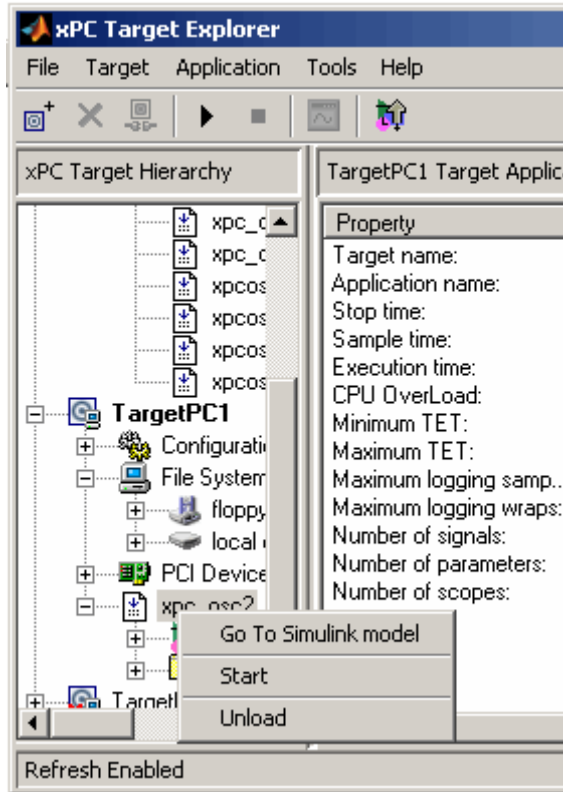 xPC Target Explorer
File Target Application Tools Help
xPC Target Hierarchy
TargetPC1 Target Applic
xpc_
xpc_
xpcos
xpcos
xpcos
xpcos
TargetPC1
Configurati
File System
floppy
local
PCI Device
xpc_osc2
Target
Property
Target name:
Application name:
Stop time:
Sample time:
Execution time:
CPU OverLoad:
Minimum TET:
Maximum TET:
Maximum logging samp...
Maximum logging wraps:
Number of signals:
Number of parameters:
Number of scopes:
Go To Simulink model
Start
Unload
Refresh Enabled